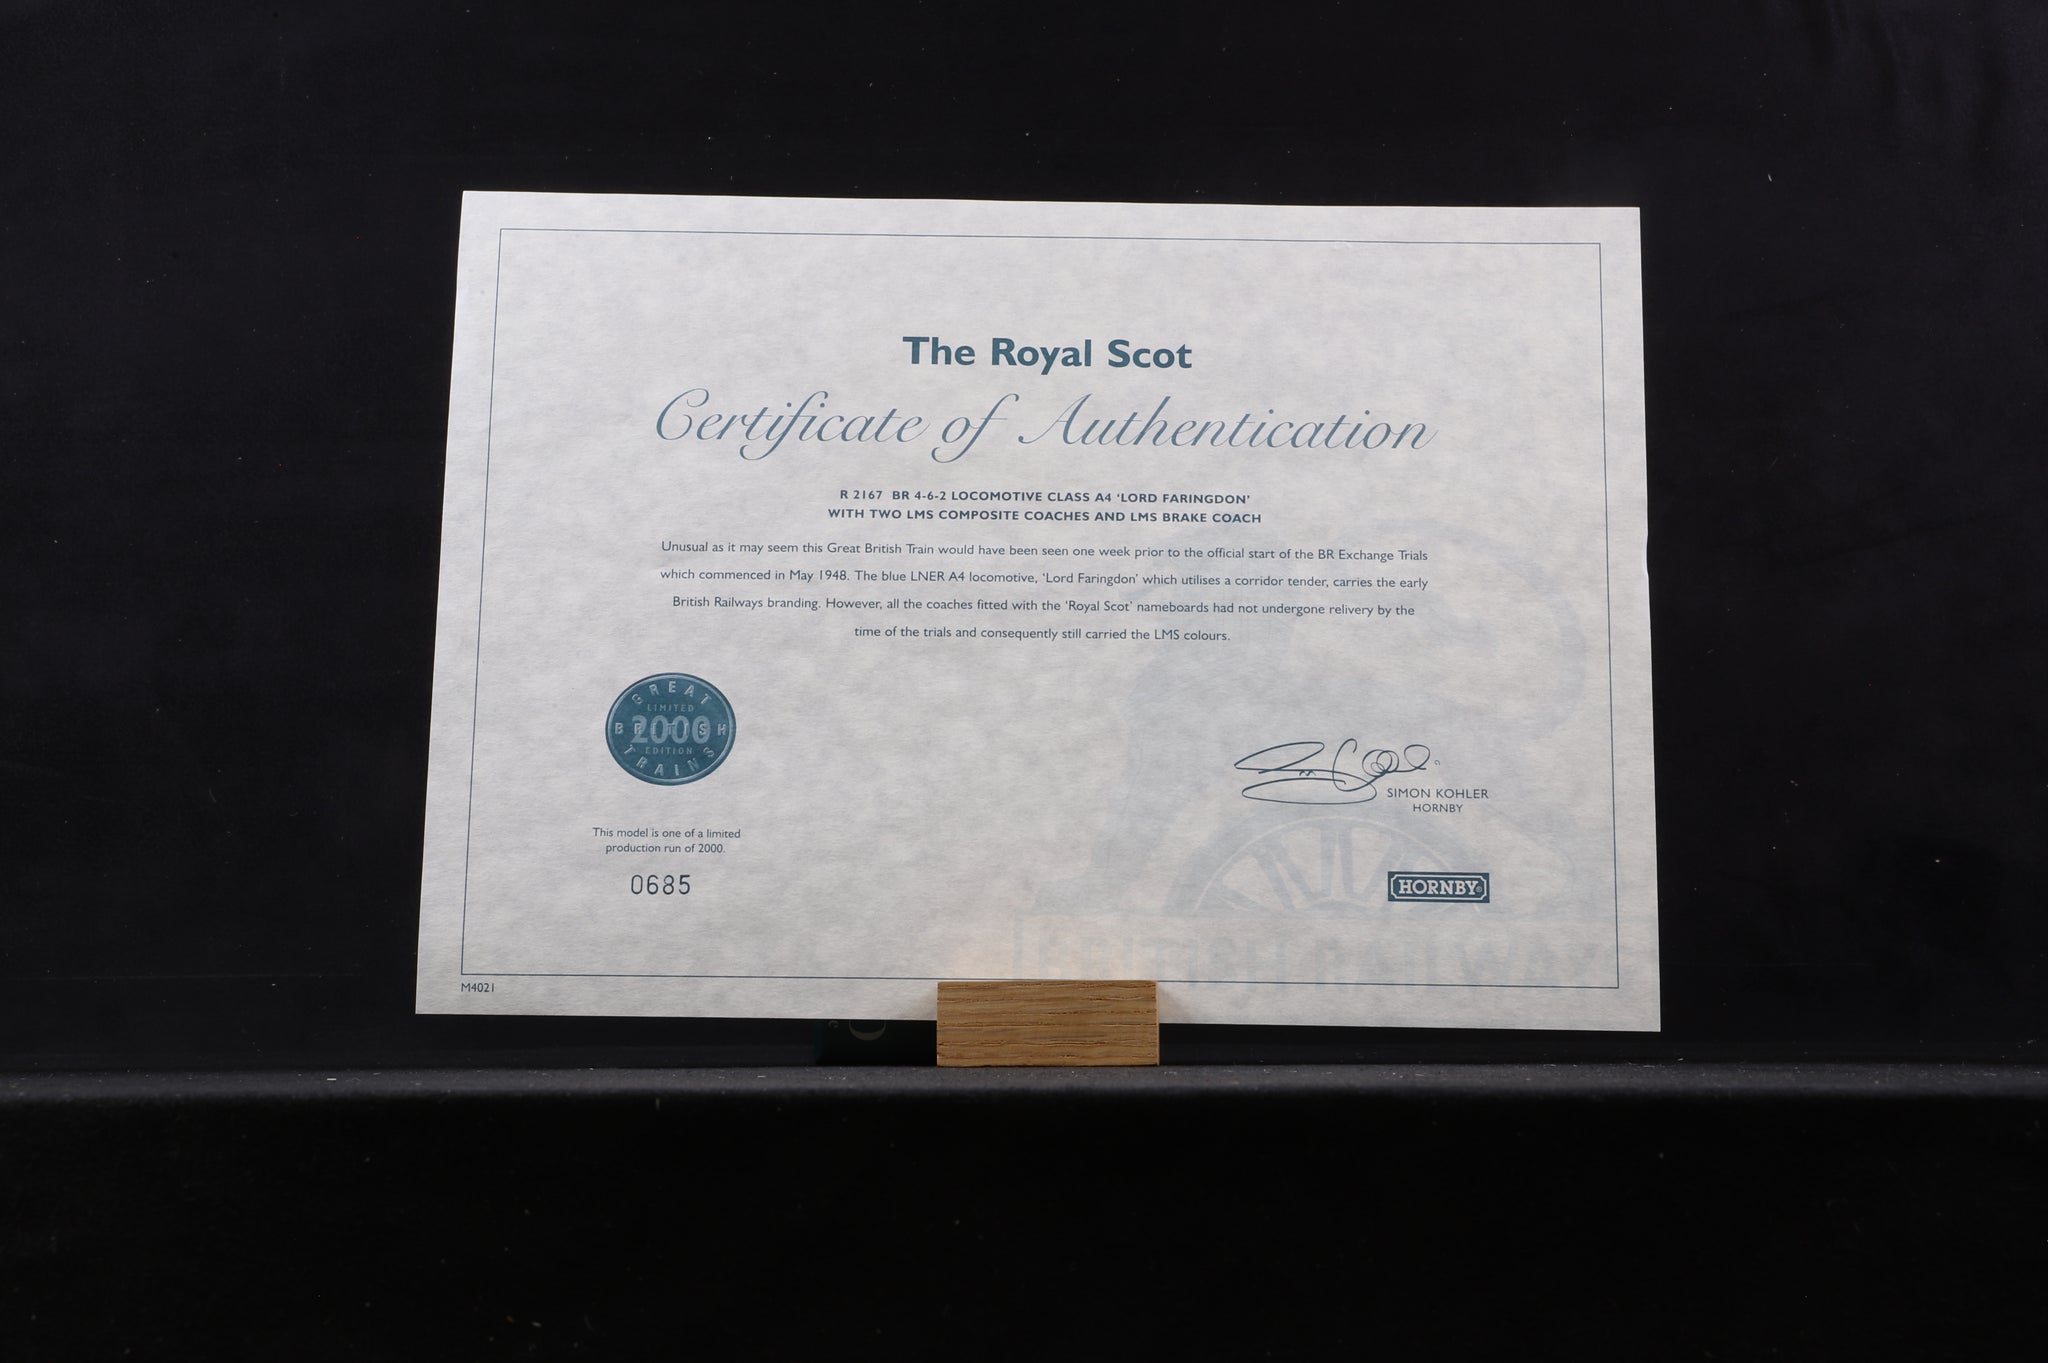 The Royal Scot
Certificate of Authentication
R 2167 BR 4-6-2 LOCOMOTIVE CLASS A4 ‘LORD FARINGDON’
WITH TWO LMS COMPOSITE COACHES AND LMS BRAKE COACH
Unusual as it may seem this Great British Train would have been seen one week prior to the official start of the BR Exchange Trials
which commenced in May 1948. The blue LNER A4 locomotive, ‘Lord Faringdon’ which utilises a corridor tender, carries the early
British Railways branding. However, all the coaches fitted with the ‘Royal Scot’ nameboards had not undergone relivery by the
time of the trials and consequently still carried the LMS colours.
GREAT
LIMITED
BRITISH
2000
EDITION
TRAINS
SIMON KOHLER
HORNBY
This model is one of a limited
production run of 2000.
0685
HORNBY®
M4021